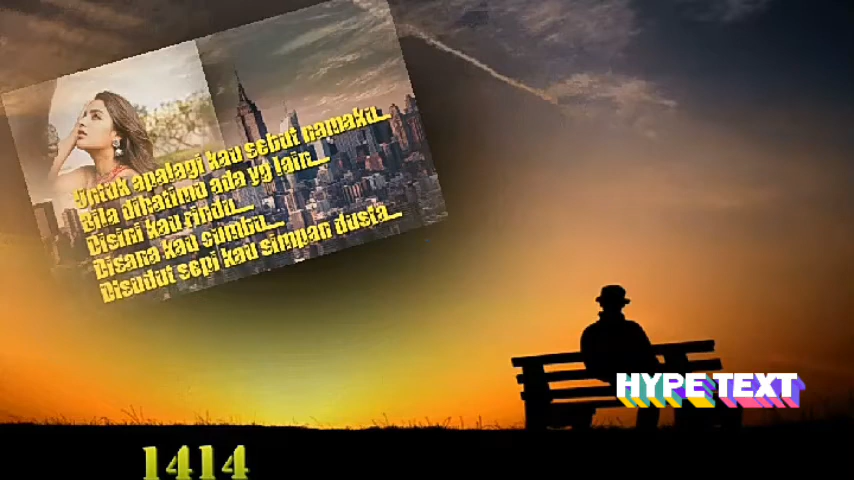 Untuk apalagi kau sebut namaku...
Bila dihatimu ada yg lain...
Disini kau rindu...
Disana kau cumbu...
Disudut sepi kau simpan dusta...
HYPE TEXT
1414